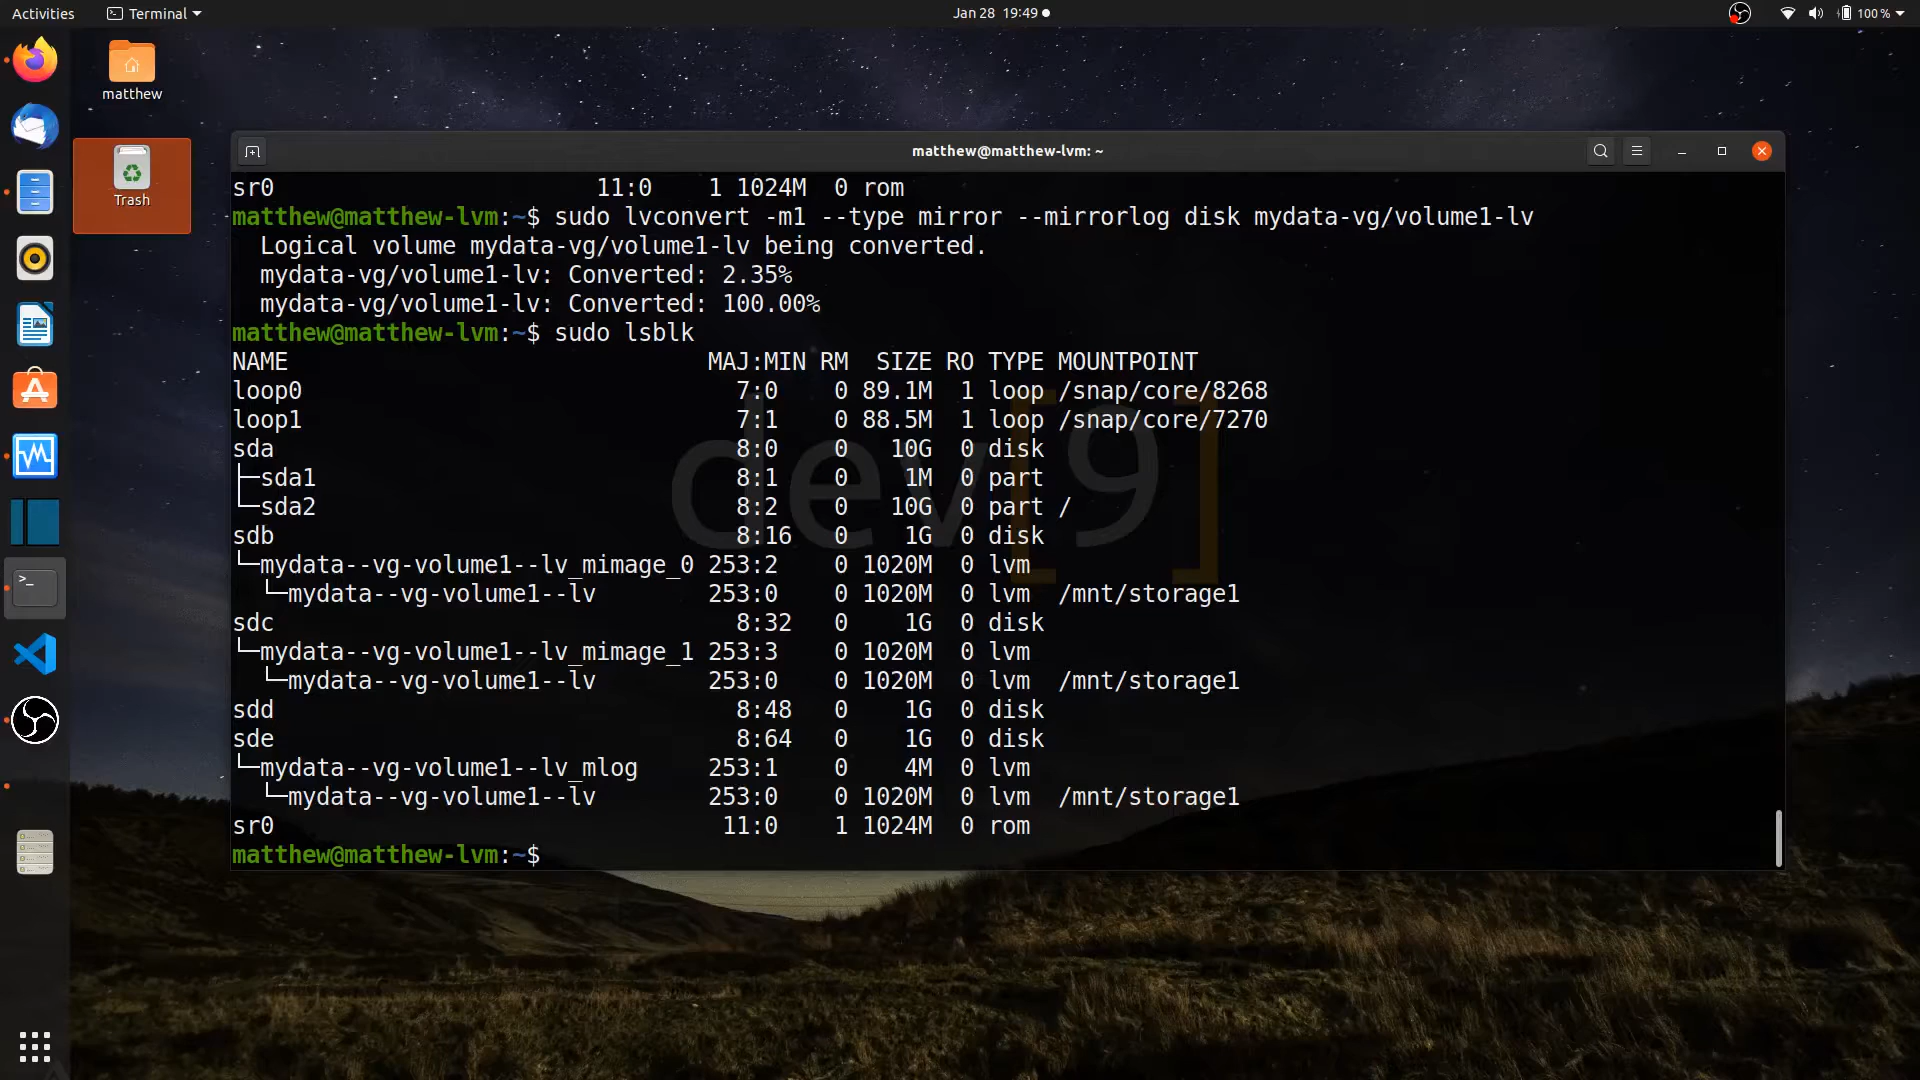 Activities Terminal Jan 28 19:49 100 %
matthew
Trash
matthew@matthew-lvm: ~
sr0 11:0 1 1024M 0 rom
matthew@matthew-lvm:~$ sudo lvconvert -m1 --type mirror --mirrorlog disk mydata-vg/volume1-lv
Logical volume mydata-vg/volume1-lv being converted.
mydata-vg/volume1-lv: Converted: 2.35%
mydata-vg/volume1-lv: Converted: 100.00%
matthew@matthew-lvm:~$ sudo lsblk
NAME MAJ:MIN RM SIZE RO TYPE MOUNTPOINT
loop0 7:0 0 89.1M 1 loop /snap/core/8268
loop1 7:1 0 88.5M 1 loop /snap/core/7270
sda 8:0 0 10G 0 disk
├─sda1 8:1 0 1M 0 part
└─sda2 8:2 0 10G 0 part /
sdb 8:16 0 1G 0 disk
└─mydata--vg-volume1--lv_mimage_0 253:2 0 1020M 0 lvm
└─mydata--vg-volume1--lv 253:0 0 1020M 0 lvm /mnt/storage1
sdc 8:32 0 1G 0 disk
└─mydata--vg-volume1--lv_mimage_1 253:3 0 1020M 0 lvm
└─mydata--vg-volume1--lv 253:0 0 1020M 0 lvm /mnt/storage1
sdd 8:48 0 1G 0 disk
sde 8:64 0 1G 0 disk
└─mydata--vg-volume1--lv_mlog 253:1 0 4M 0 lvm
└─mydata--vg-volume1--lv 253:0 0 1020M 0 lvm /mnt/storage1
sr0 11:0 1 1024M 0 rom
matthew@matthew-lvm:~$
dev[9]